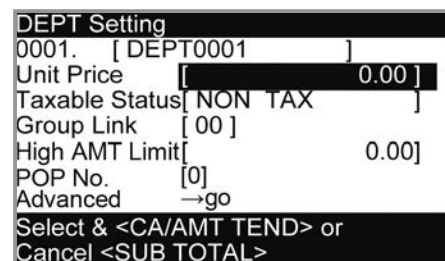 DEPT Setting
0001. [ DEPT0001 ]
Unit Price [ 0.00 ]
Taxable Status[ NON TAX ]
Group Link [ 00 ]
High AMT Limit[ 0.00]
POP No. [0]
Advanced →go
Select & <CA/AMT TEND> or
Cancel <SUB TOTAL>